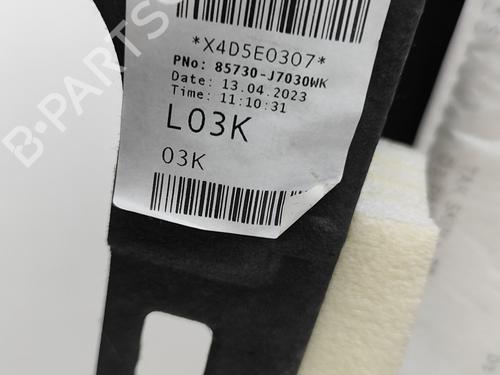 *X4D5E0307*
PNo: 85730-J7030WK
Date: 13.04.2023
Time: 11:10:31
L03K
03K
B-PARTS